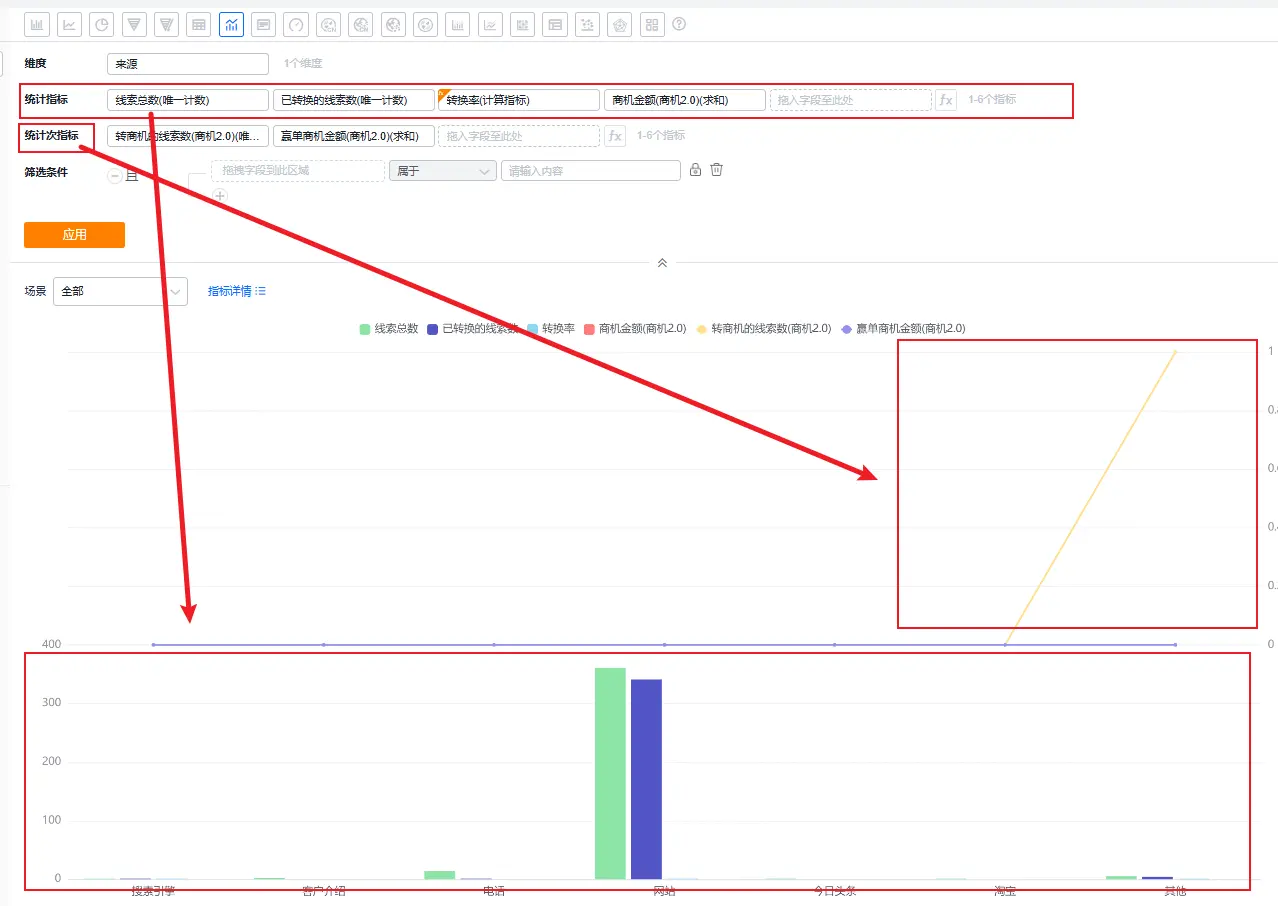 维度 来源 1个维度
统计指标 线索总数(唯一计数) 已转换的线索数(唯一计数) 转换率(计算指标) 商机金额(商机2.0)(求和) 拖入字段至此处 fx 1-6个指标
统计次指标 转商机的线索数(商机2.0)(唯... 赢单商机金额(商机2.0)(求和) 拖入字段至此处 fx 1-6个指标
筛选条件 且 拖拽字段到此区域 属于 请输入内容
应用
场景 全部 指标详情
线索总数 已转换的线索数 转换率 商机金额(商机2.0) 转商机的线索数(商机2.0) 赢单商机金额(商机2.0)
1
0.
0.
0.
0.
400 0
300
200
100
0
搜索引擎 客户介绍 电话 网站 今日头条 淘宝 其他